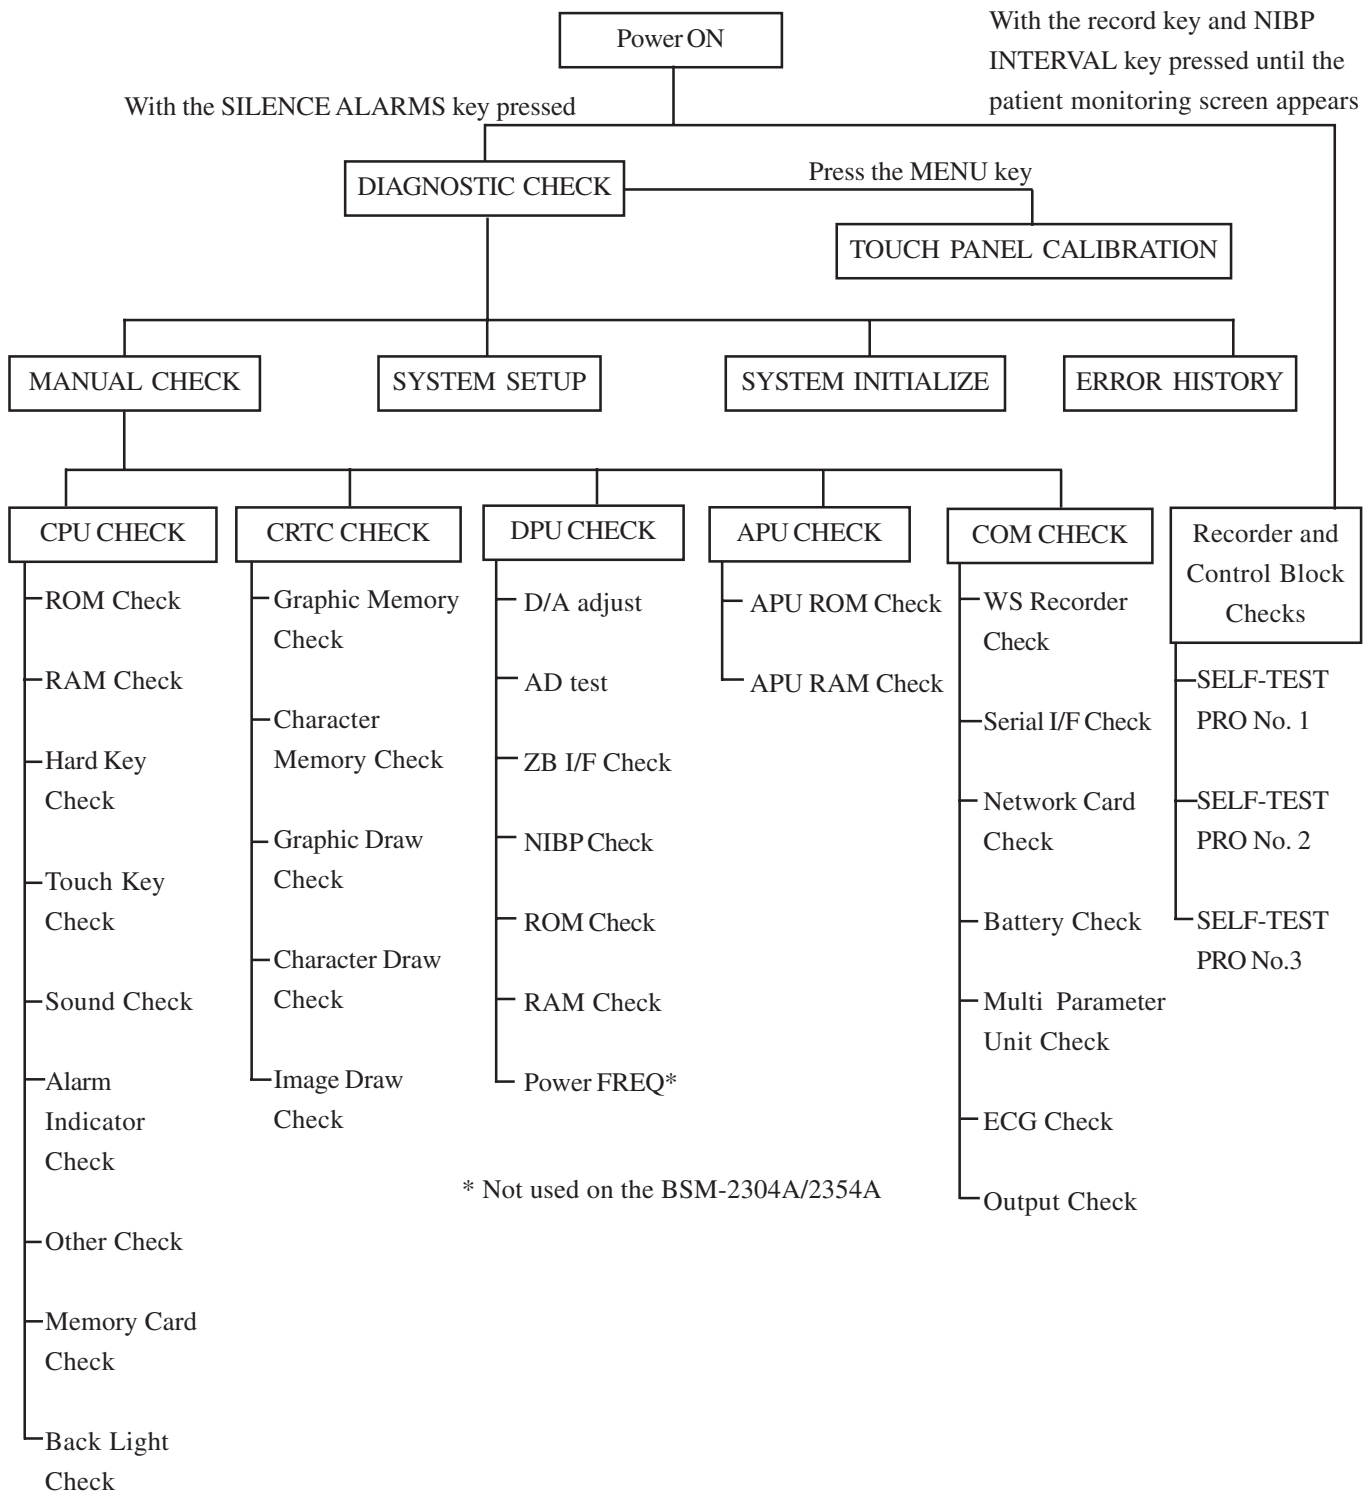 Power ON
With the record key and NIBP
INTERVAL key pressed until the
patient monitoring screen appears
With the SILENCE ALARMS key pressed
DIAGNOSTIC CHECK
Press the MENU key
TOUCH PANEL CALIBRATION
MANUAL CHECK
SYSTEM SETUP
SYSTEM INITIALIZE
ERROR HISTORY
CPU CHECK
ROM Check
RAM Check
Hard Key
Check
Touch Key
Check
Sound Check
Alarm
Indicator
Check
Other Check
Memory Card
Check
Back Light
Check
CRTC CHECK
Graphic Memory
Check
Character
Memory Check
Graphic Draw
Check
Character Draw
Check
Image Draw
Check
DPU CHECK
D/A adjust
AD test
ZB I/F Check
NIBP Check
ROM Check
RAM Check
Power FREQ*
APU CHECK
APU ROM Check
APU RAM Check
COM CHECK
WS Recorder
Check
Serial I/F Check
Network Card
Check
Battery Check
Multi Parameter
Unit Check
ECG Check
Output Check
Recorder and
Control Block
Checks
SELF-TEST
PRO No. 1
SELF-TEST
PRO No. 2
SELF-TEST
PRO No.3
* Not used on the BSM-2304A/2354A